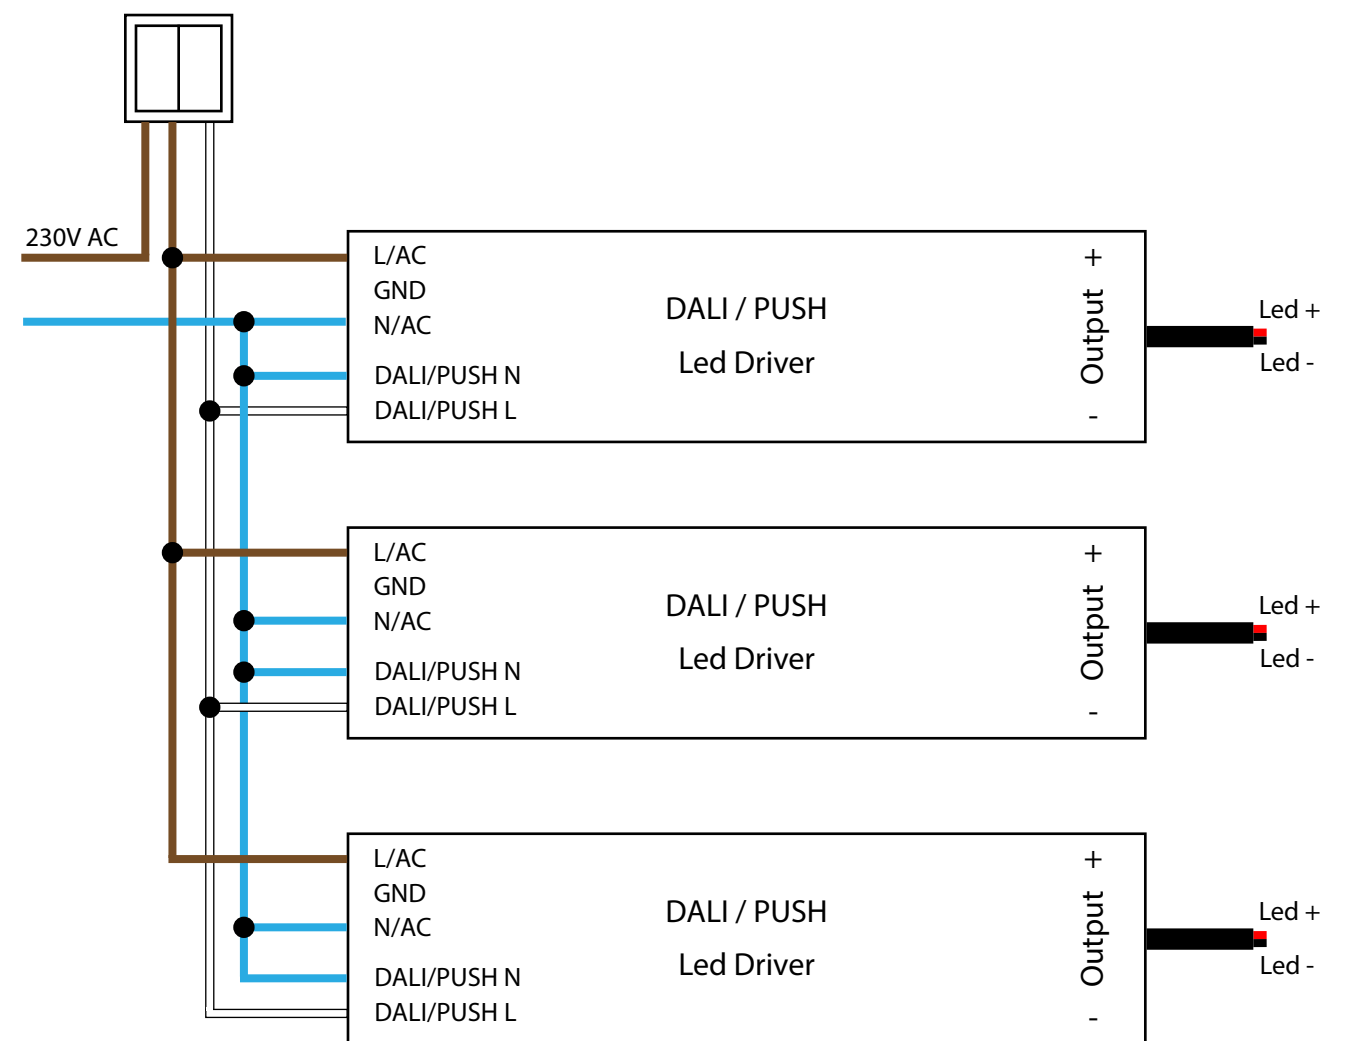 230V AC
L/AC
GND
N/AC
DALI/PUSH N
DALI/PUSH L
DALI / PUSH
Led Driver
+
Output
-
Led +
Led -
L/AC
GND
N/AC
DALI/PUSH N
DALI/PUSH L
DALI / PUSH
Led Driver
+
Output
-
Led +
Led -
L/AC
GND
N/AC
DALI/PUSH N
DALI/PUSH L
DALI / PUSH
Led Driver
+
Output
-
Led +
Led -